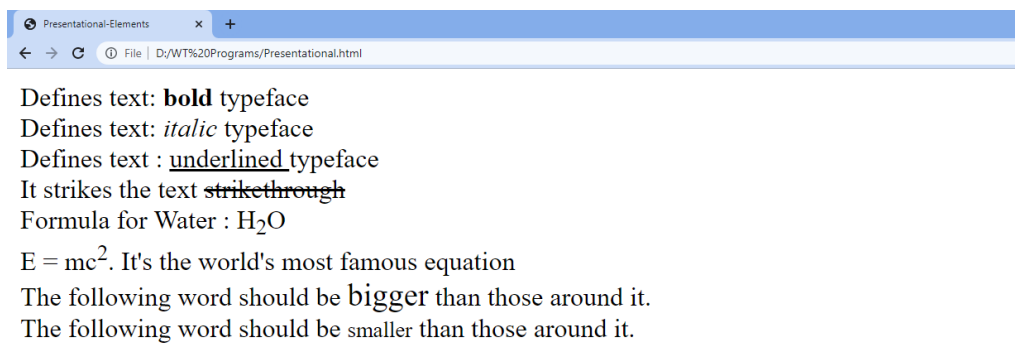 Presentational-Elements
File D:/WT%20Programs/Presentational.html
Defines text: bold typeface
Defines text: italic typeface
Defines text : underlined typeface
It strikes the text strikethrough
Formula for Water : H₂O
E = mc². It's the world's most famous equation
The following word should be bigger than those around it.
The following word should be smaller than those around it.